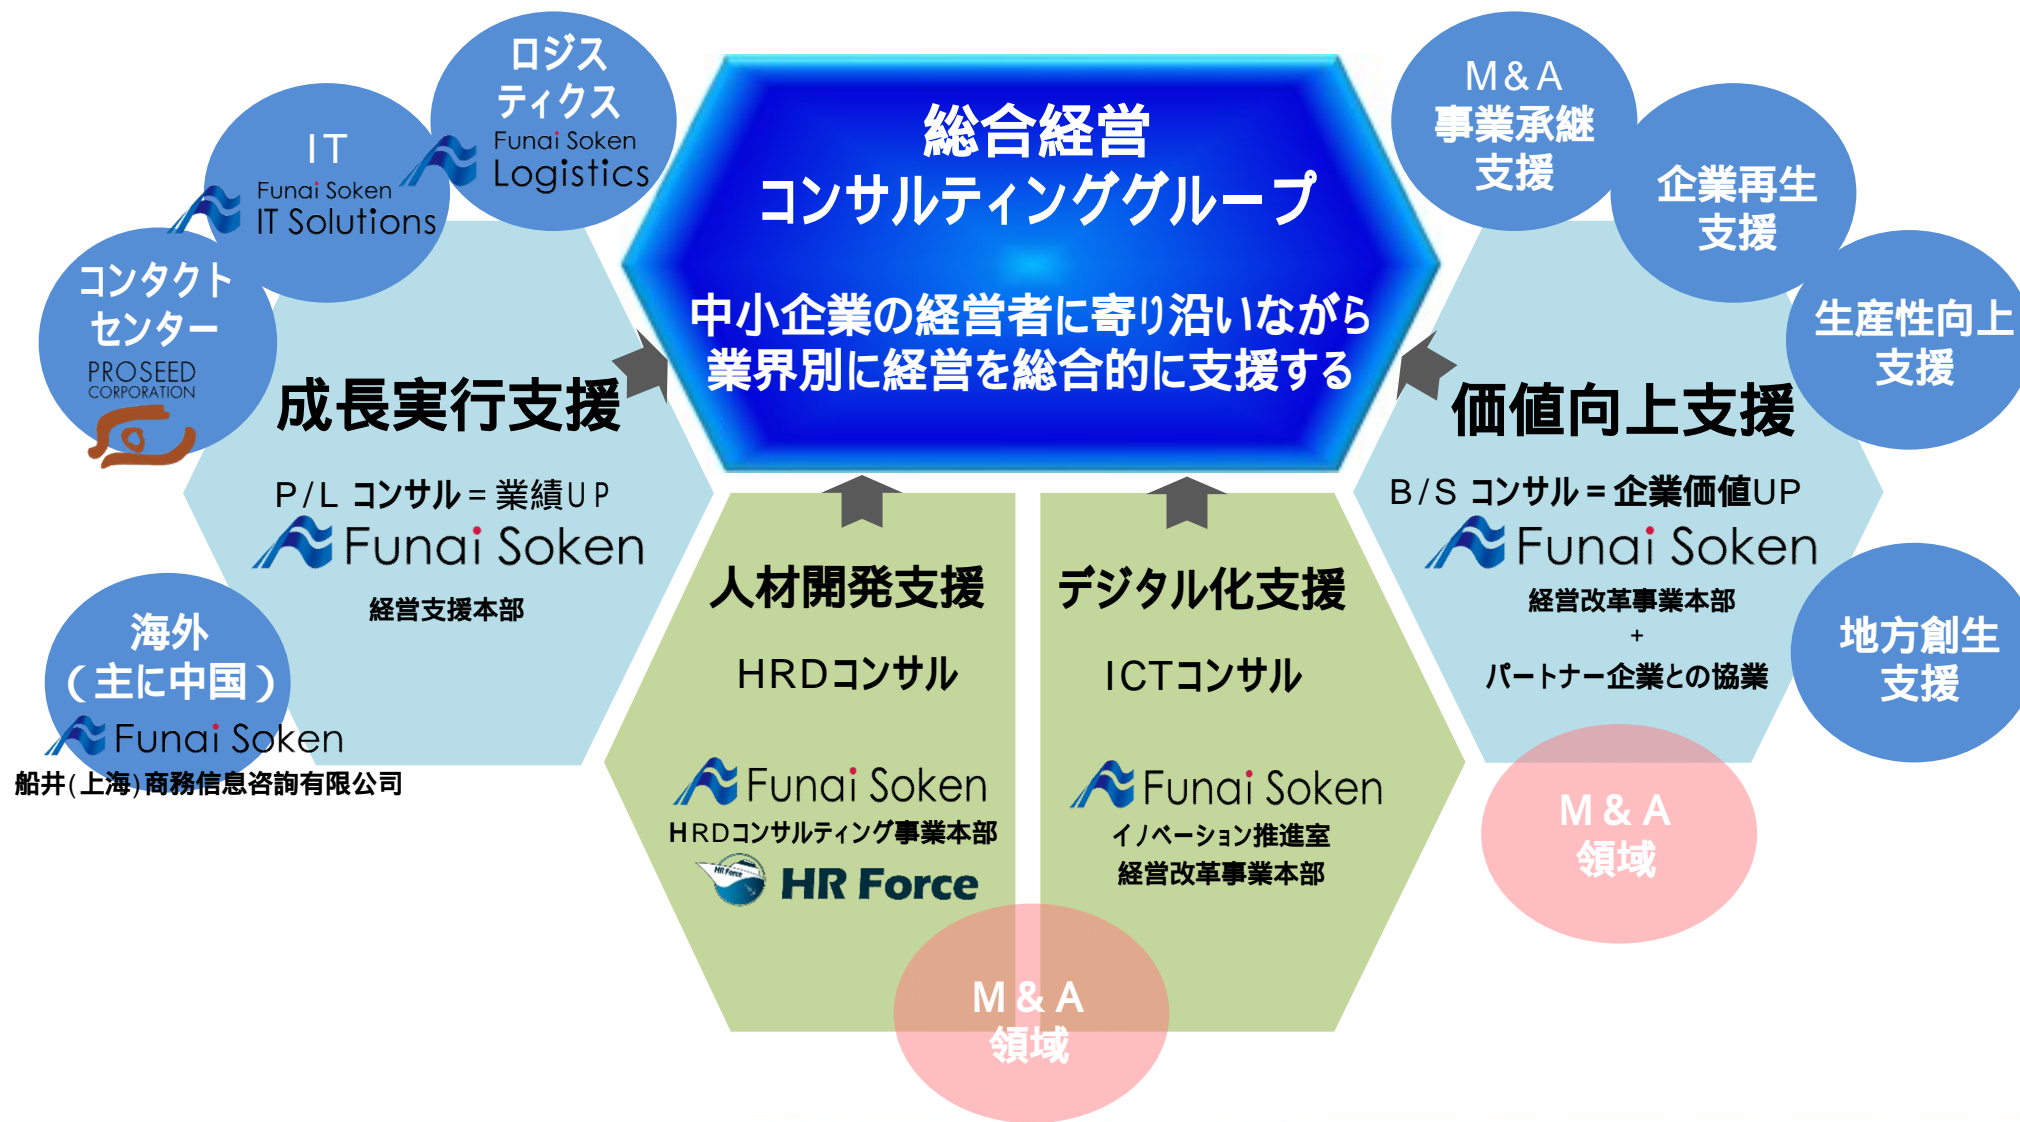 総合経営
コンサルティンググループ
中小企業の経営者に寄り沿いながら
業界別に経営を総合的に支援する
ロジス
ティクス
Funai Soken
Logistics
IT
Funai Soken
IT Solutions
コンタクト
センター
PROSEED
CORPORATION
成長実行支援
P/L コンサル = 業績UP
Funai Soken
経営支援本部
海外
(主に中国)
Funai Soken
船井(上海)商務信息咨詢有限公司
人材開発支援
HRDコンサル
Funai Soken
HRDコンサルティング事業本部
HR Force
HR Force
デジタル化支援
ICTコンサル
Funai Soken
イノベーション推進室
経営改革事業本部
M & A
領域
M&A
事業承継
支援
企業再生
支援
生産性向上
支援
価値向上支援
B/S コンサル = 企業価値UP
Funai Soken
経営改革事業本部
+
パートナー企業との協業
地方創生
支援
M & A
領域